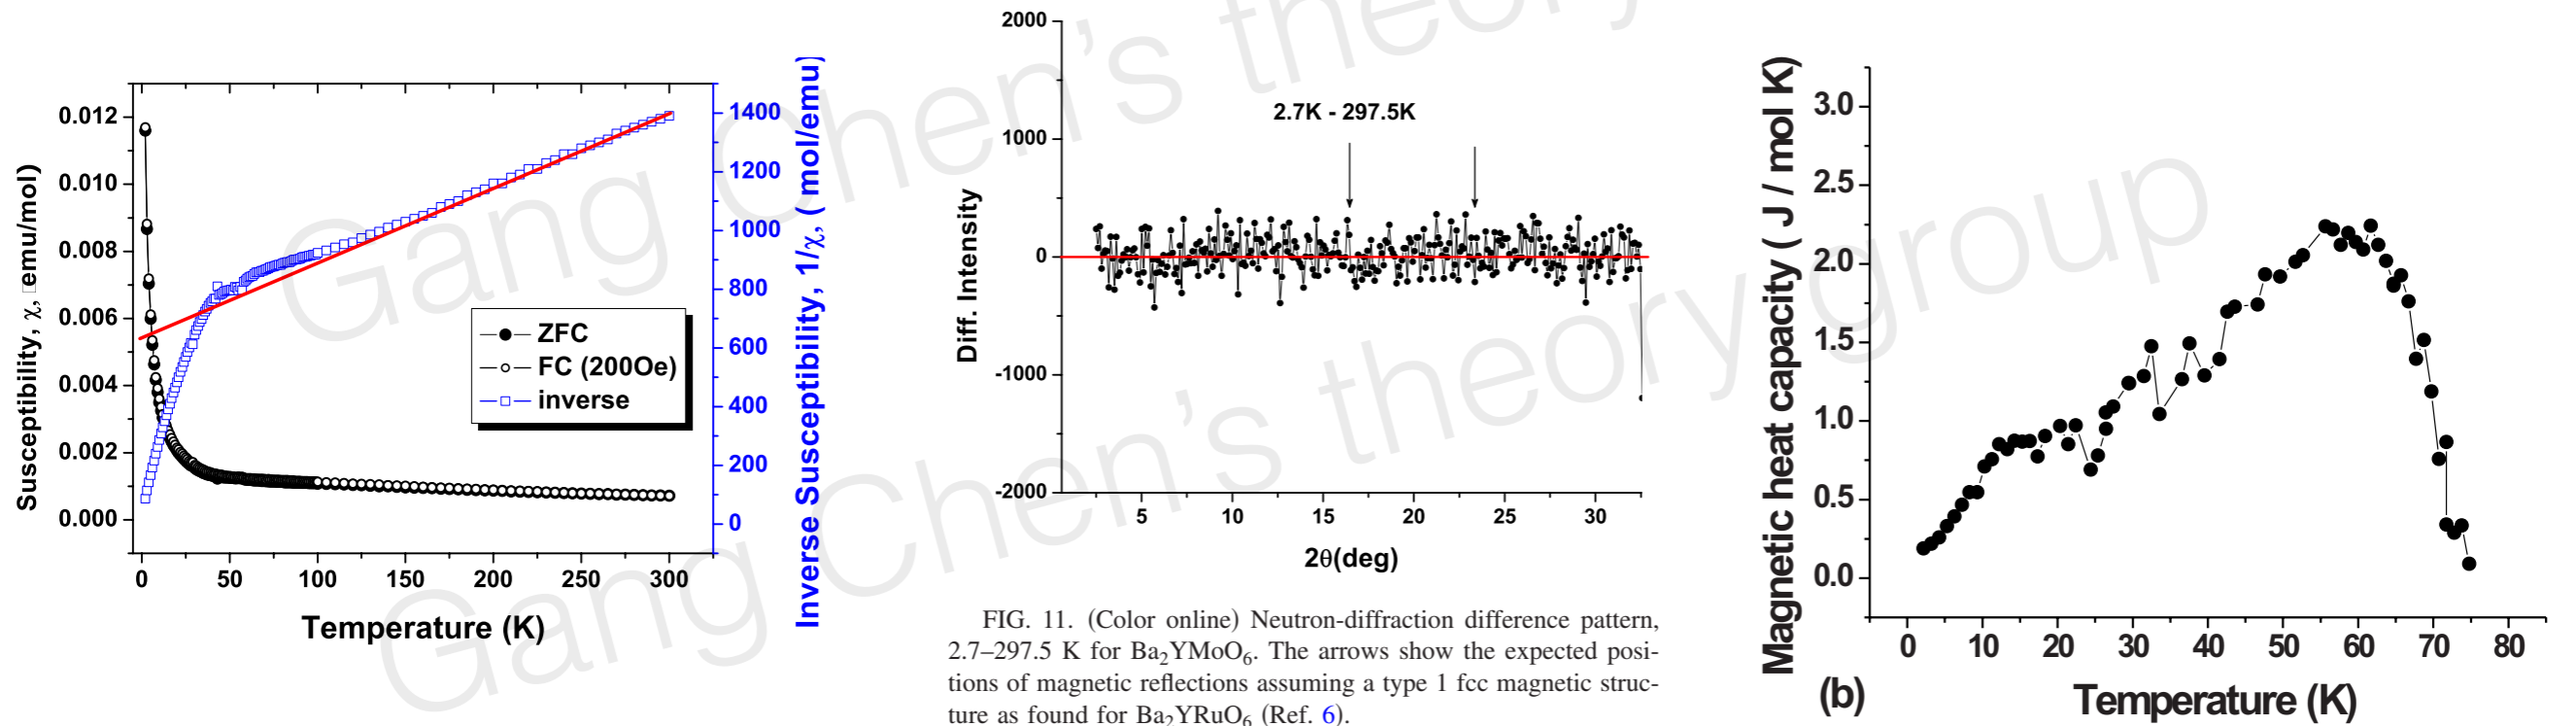 Susceptibility, χ, emu/mol)
0.012
0.010
0.008
0.006
0.004
0.002
0.000
0 50 100 150 200 250 300
Temperature (K)
1400
1200
1000
800
600
400
200
0
Inverse Susceptibility, 1/χ, ( mol/emu)
ZFC
FC (200Oe)
inverse
Diff. Intensity
2000
1000
0
-1000
-2000
2.7K - 297.5K
5 10 15 20 25 30
2θ(deg)
FIG. 11. (Color online) Neutron-diffraction difference pattern,
2.7–297.5 K for Ba₂YMoO₆. The arrows show the expected posi-
tions of magnetic reflections assuming a type 1 fcc magnetic struc-
ture as found for Ba₂YRuO₆ (Ref. 6).
Magnetic heat capacity ( J / mol K)
3.0
2.5
2.0
1.5
1.0
0.5
0.0
0 10 20 30 40 50 60 70 80
(b)
Temperature (K)
Gang Chen's theory group
Gang Chen's theory group